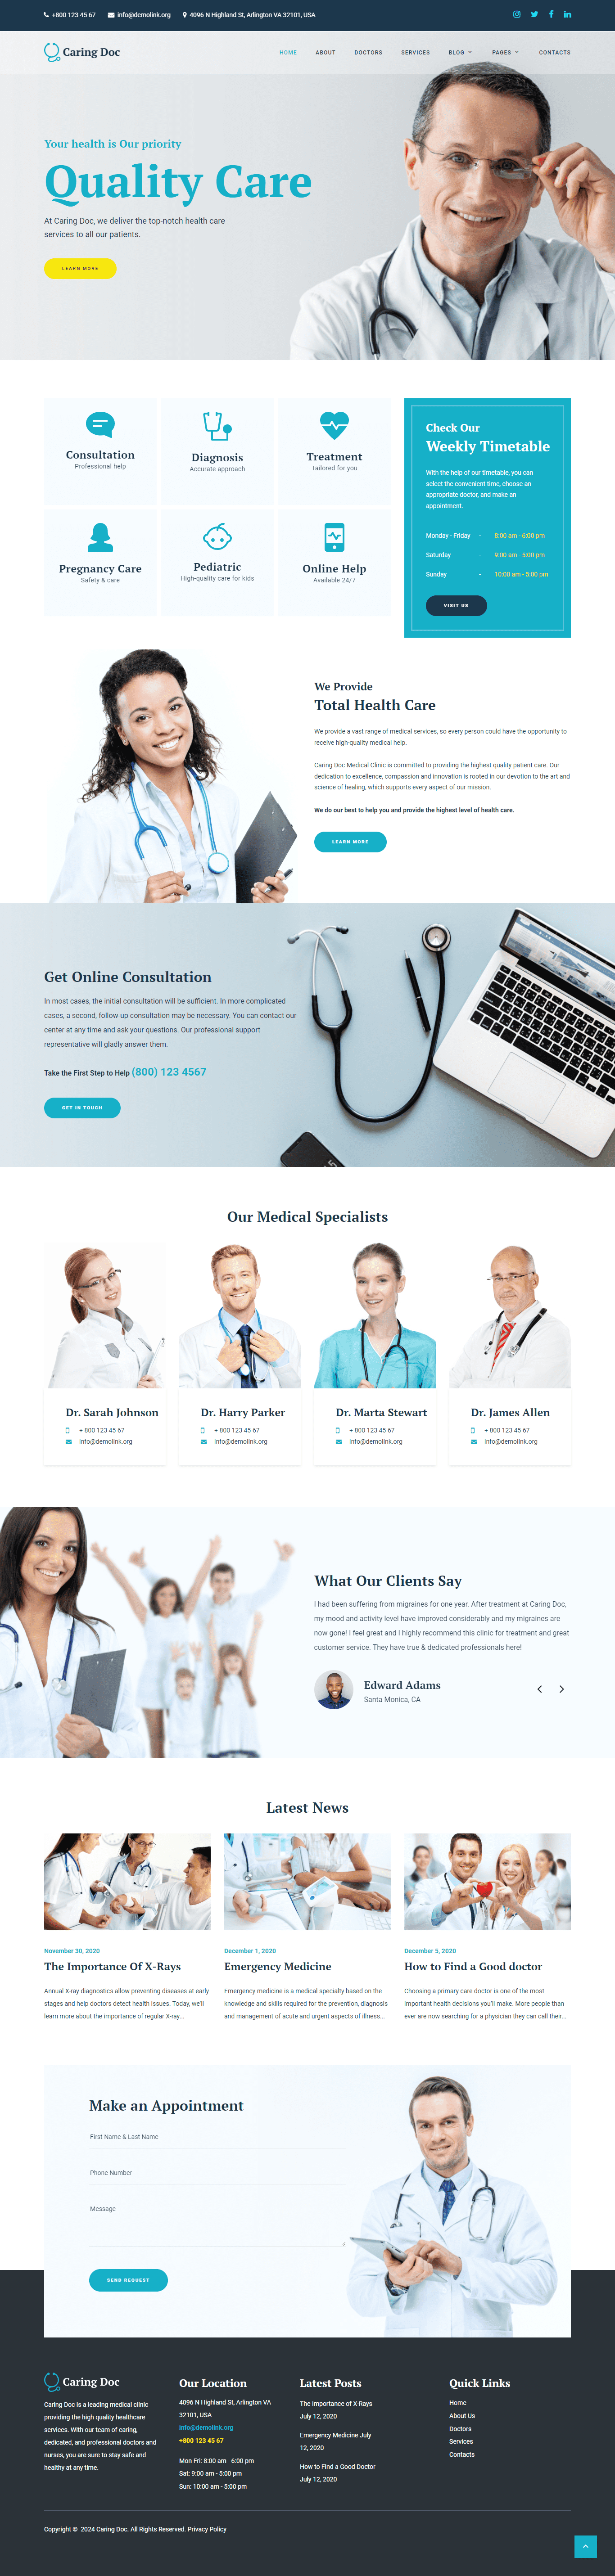 +800 123 45 67 info@demolink.org 4096 N Highland St, Arlington VA 32101, USA
Caring Doc
HOME ABOUT DOCTORS SERVICES BLOG PAGES CONTACTS
Your health is Our priority
Quality Care
At Caring Doc, we deliver the top-notch health care
services to all our patients.
LEARN MORE
Consultation
Professional help
Diagnosis
Accurate approach
Treatment
Tailored for you
Pregnancy Care
Safety & care
Pediatric
High-quality care for kids
Online Help
Available 24/7
Check Our
Weekly Timetable
With the help of our timetable, you can
select the convenient time, choose an
appropriate doctor, and make an
appointment.
Monday - Friday - 8:00 am - 6:00 pm
Saturday - 9:00 am - 5:00 pm
Sunday - 10:00 am - 5:00 pm
VISIT US
We Provide
Total Health Care
We provide a vast range of medical services, so every person could have the opportunity to
receive high-quality medical help.
Caring Doc Medical Clinic is committed to providing the highest quality patient care. Our
dedication to excellence, compassion and innovation is rooted in our devotion to the art and
science of healing, which supports every aspect of our mission.
We do our best to help you and provide the highest level of health care.
LEARN MORE
Get Online Consultation
In most cases, the initial consultation will be sufficient. In more complicated
cases, a second, follow-up consultation may be necessary. You can contact our
center at any time and ask your questions. Our professional support
representative will gladly answer them.
Take the First Step to Help (800) 123 4567
GET IN TOUCH
Our Medical Specialists
Dr. Sarah Johnson
+ 800 123 45 67
info@demolink.org
Dr. Harry Parker
+ 800 123 45 67
info@demolink.org
Dr. Marta Stewart
+ 800 123 45 67
info@demolink.org
Dr. James Allen
+ 800 123 45 67
info@demolink.org
What Our Clients Say
I had been suffering from migraines for one year. After treatment at Caring Doc,
my mood and activity level have improved considerably and my migraines are
now gone! I feel great and I highly recommend this clinic for treatment and great
customer service. They have true & dedicated professionals here!
Edward Adams
Santa Monica, CA
Latest News
November 30, 2020
The Importance Of X-Rays
Annual X-ray diagnostics allow preventing diseases at early
stages and help doctors detect health issues. Today, we'll
learn more about the importance of regular X-ray...
December 1, 2020
Emergency Medicine
Emergency medicine is a medical specialty based on the
knowledge and skills required for the prevention, diagnosis
and management of acute and urgent aspects of illness...
December 5, 2020
How to Find a Good doctor
Choosing a primary care doctor is one of the most
important health decisions you'll make. More people than
ever are now searching for a physician they can call their...
Make an Appointment
First Name & Last Name
Phone Number
Message
SEND REQUEST
Caring Doc
Caring Doc is a leading medical clinic
providing the high quality healthcare
services. With our team of caring,
dedicated, and professional doctors and
nurses, you are sure to stay safe and
healthy at any time.
Our Location
4096 N Highland St, Arlington VA
32101, USA
info@demolink.org
+800 123 45 67
Mon-Fri: 8:00 am - 6:00 pm
Sat: 9:00 am - 5:00 pm
Sun: 10:00 am - 5:00 pm
Latest Posts
The Importance of X-Rays
July 12, 2020
Emergency Medicine July
12, 2020
How to Find a Good Doctor
July 12, 2020
Quick Links
Home
About Us
Doctors
Services
Contacts
Copyright © 2024 Caring Doc. All Rights Reserved. Privacy Policy